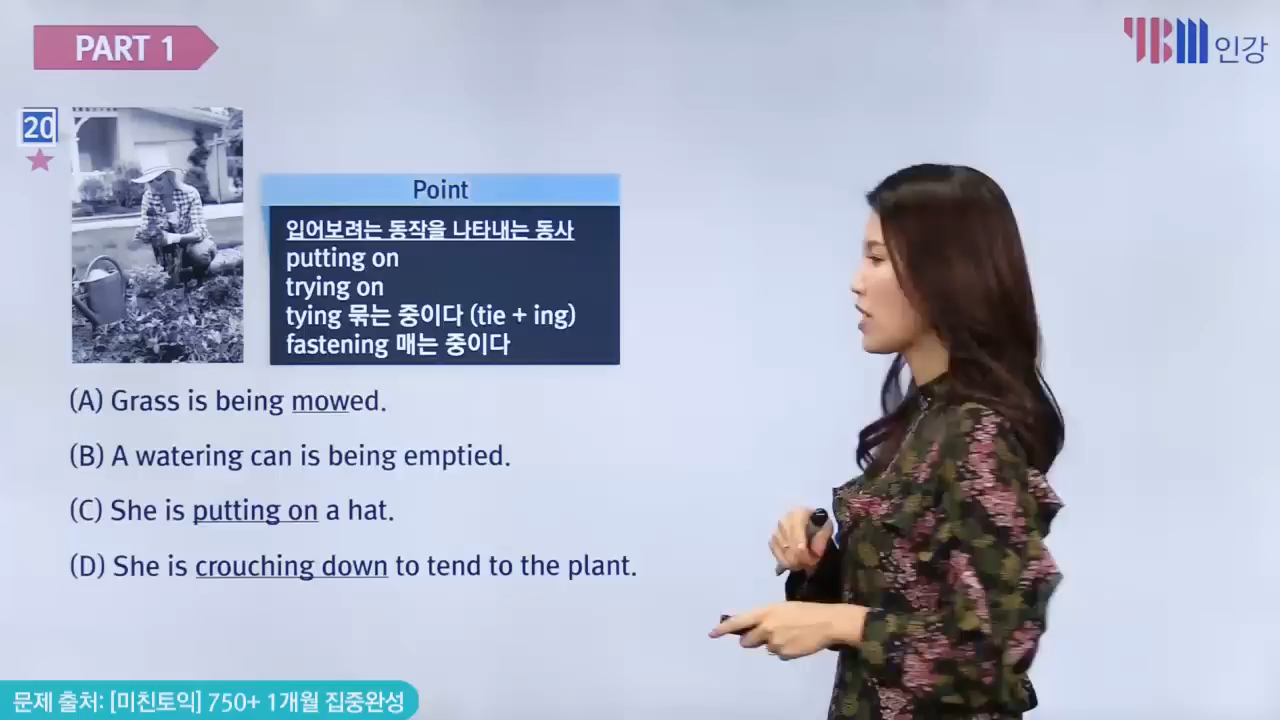 PART 1
YBM 인강
20
Point
입어보려는 동작을 나타내는 동사
putting on
trying on
tying 묶는 중이다 (tie + ing)
fastening 매는 중이다
(A) Grass is being mowed.
(B) A watering can is being emptied.
(C) She is putting on a hat.
(D) She is crouching down to tend to the plant.
문제 출처: [미친토익] 750+ 1개월 집중완성